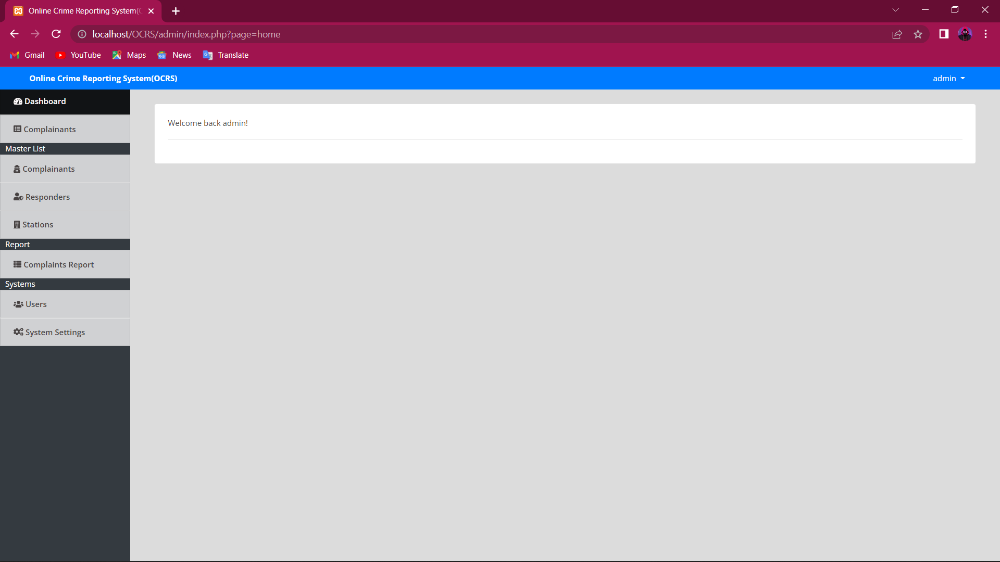 Online Crime Reporting System(C
localhost/OCRS/admin/index.php?page=home
Gmail
YouTube
Maps
News
Translate
Online Crime Reporting System(OCRS)
admin
Dashboard
Welcome back admin!
Complainants
Master List
Complainants
Responders
Stations
Report
Complaints Report
Systems
Users
System Settings